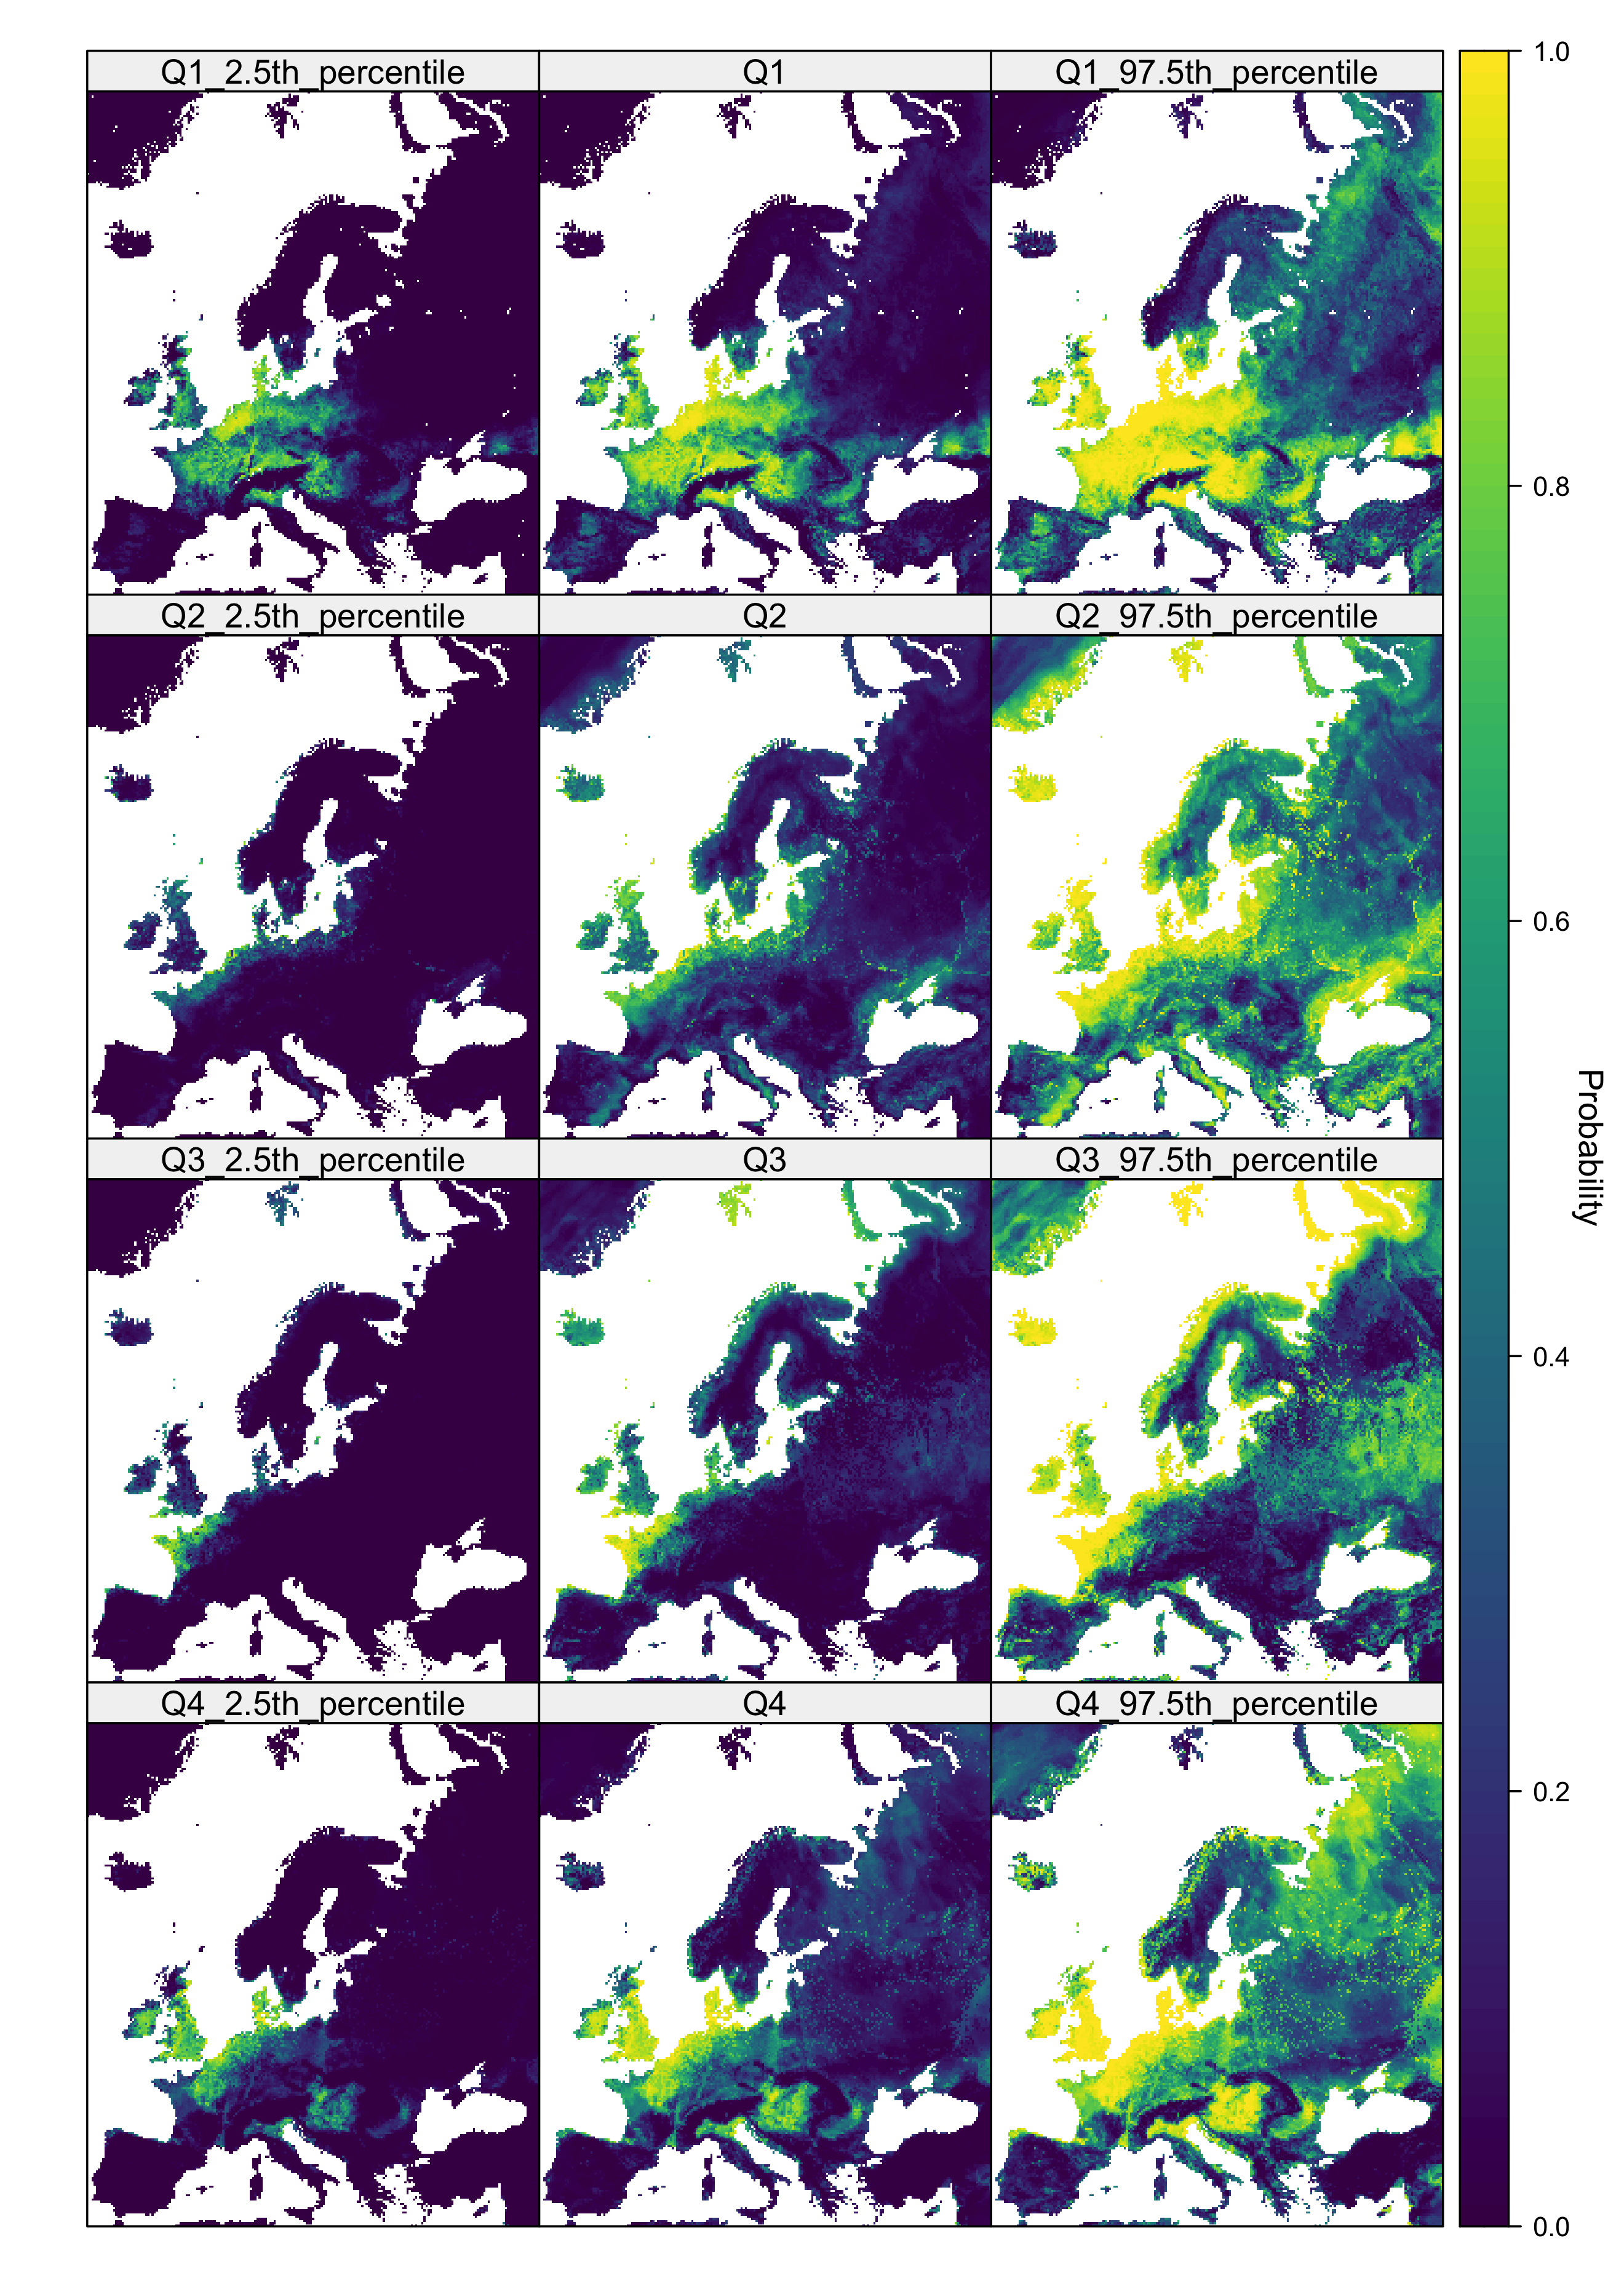 Q1_2.5th_percentile
Q1
Q1_97.5th_percentile
Q2_2.5th_percentile
Q2
Q2_97.5th_percentile
Q3_2.5th_percentile
Q3
Q3_97.5th_percentile
Q4_2.5th_percentile
Q4
Q4_97.5th_percentile
1.0
0.8
0.6
0.4
0.2
0.0
Probability